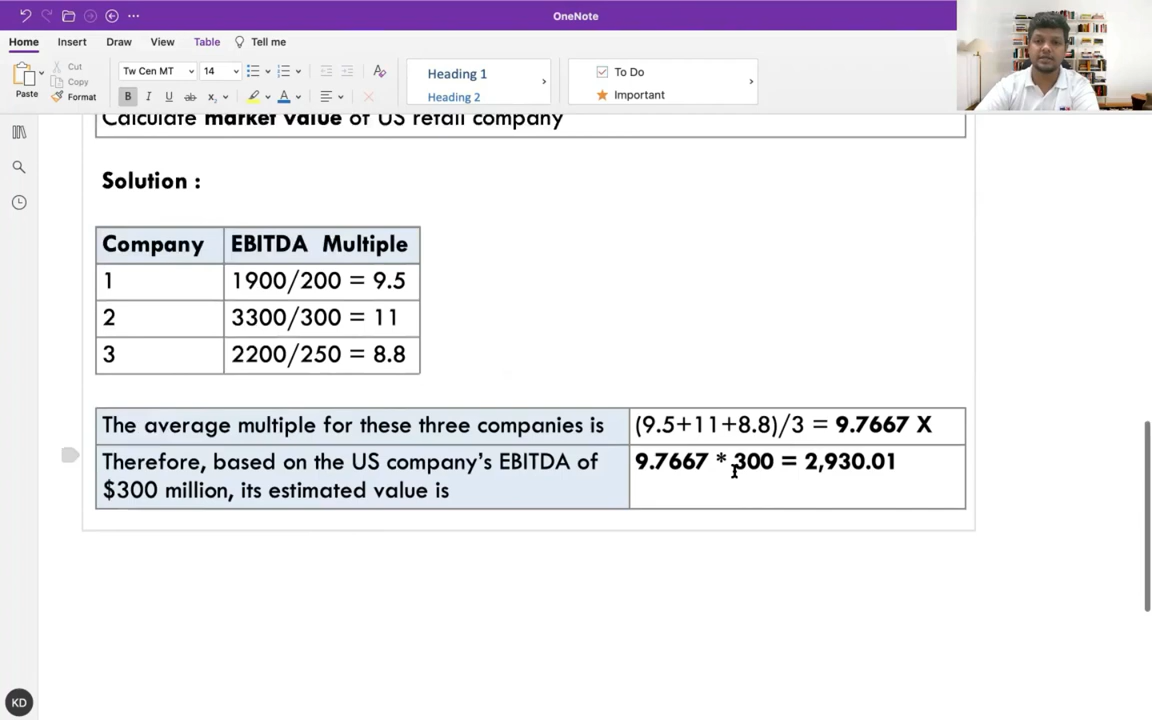 OneNote
Home Insert Draw View Table Tell me
Paste
Cut
Copy
Format
Tw Cen MT 14
B I U ab x₂ A
Heading 1
Heading 2
To Do
Important
Calculate market value of US retail company
Solution :
Company EBITDA Multiple
1 1900/200 = 9.5
2 3300/300 = 11
3 2200/250 = 8.8
The average multiple for these three companies is (9.5+11+8.8)/3 = 9.7667 X
Therefore, based on the US company's EBITDA of 9.7667 * 300 = 2,930.01
$300 million, its estimated value is
KD